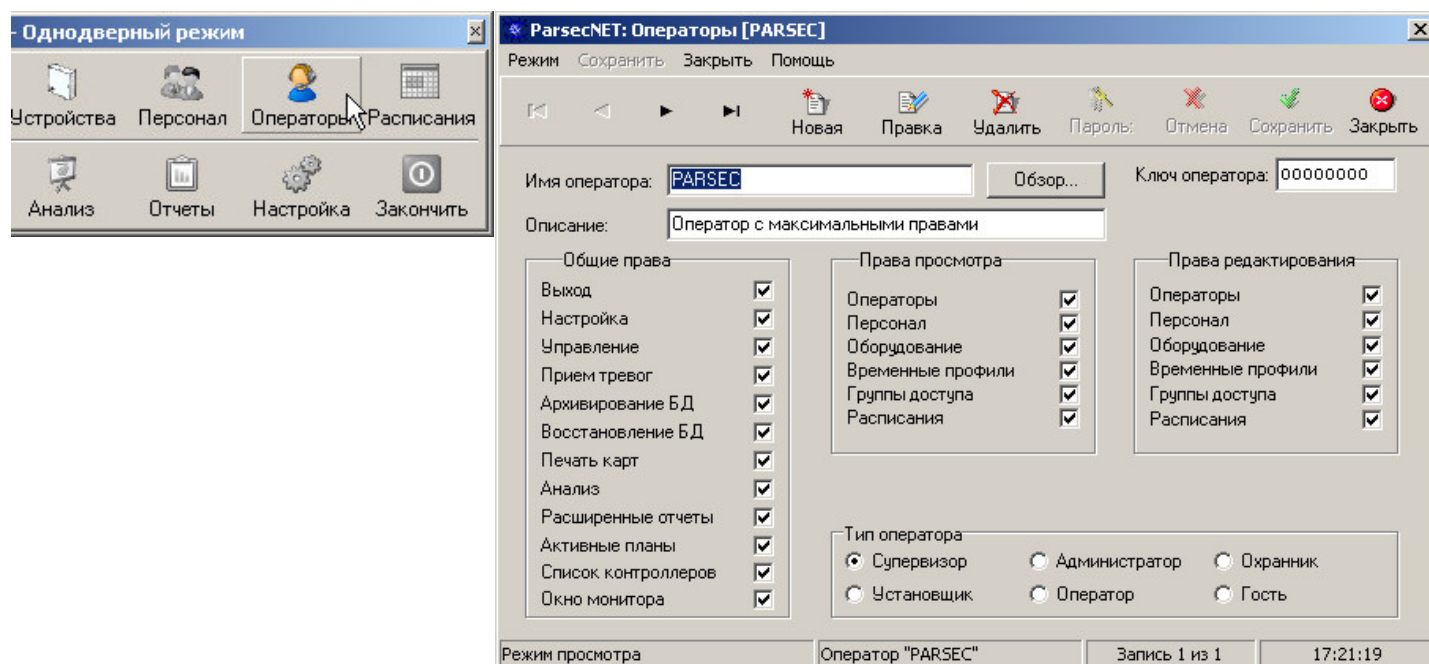 - Однодверный режим
Устройства Персонал Операторы Расписания
Анализ Отчеты Настройка Закончить
ParsecNET: Операторы [PARSEC]
Режим Сохранить Закрыть Помощь
Новая Правка Удалить Пароль: Отмена Сохранить Закрыть
Имя оператора: PARSEC Обзор... Ключ оператора: 00000000
Описание: Оператор с максимальными правами
Общие права
Выход
Настройка
Управление
Прием тревог
Архивирование БД
Восстановление БД
Печать карт
Анализ
Расширенные отчеты
Активные планы
Список контроллеров
Окно монитора
Права просмотра
Операторы
Персонал
Оборудование
Временные профили
Группы доступа
Расписания
Права редактирования
Операторы
Персонал
Оборудование
Временные профили
Группы доступа
Расписания
Тип оператора
Супервизор Администратор Охранник
Установщик Оператор Гость
Режим просмотра Оператор "PARSEC" Запись 1 из 1 17:21:19